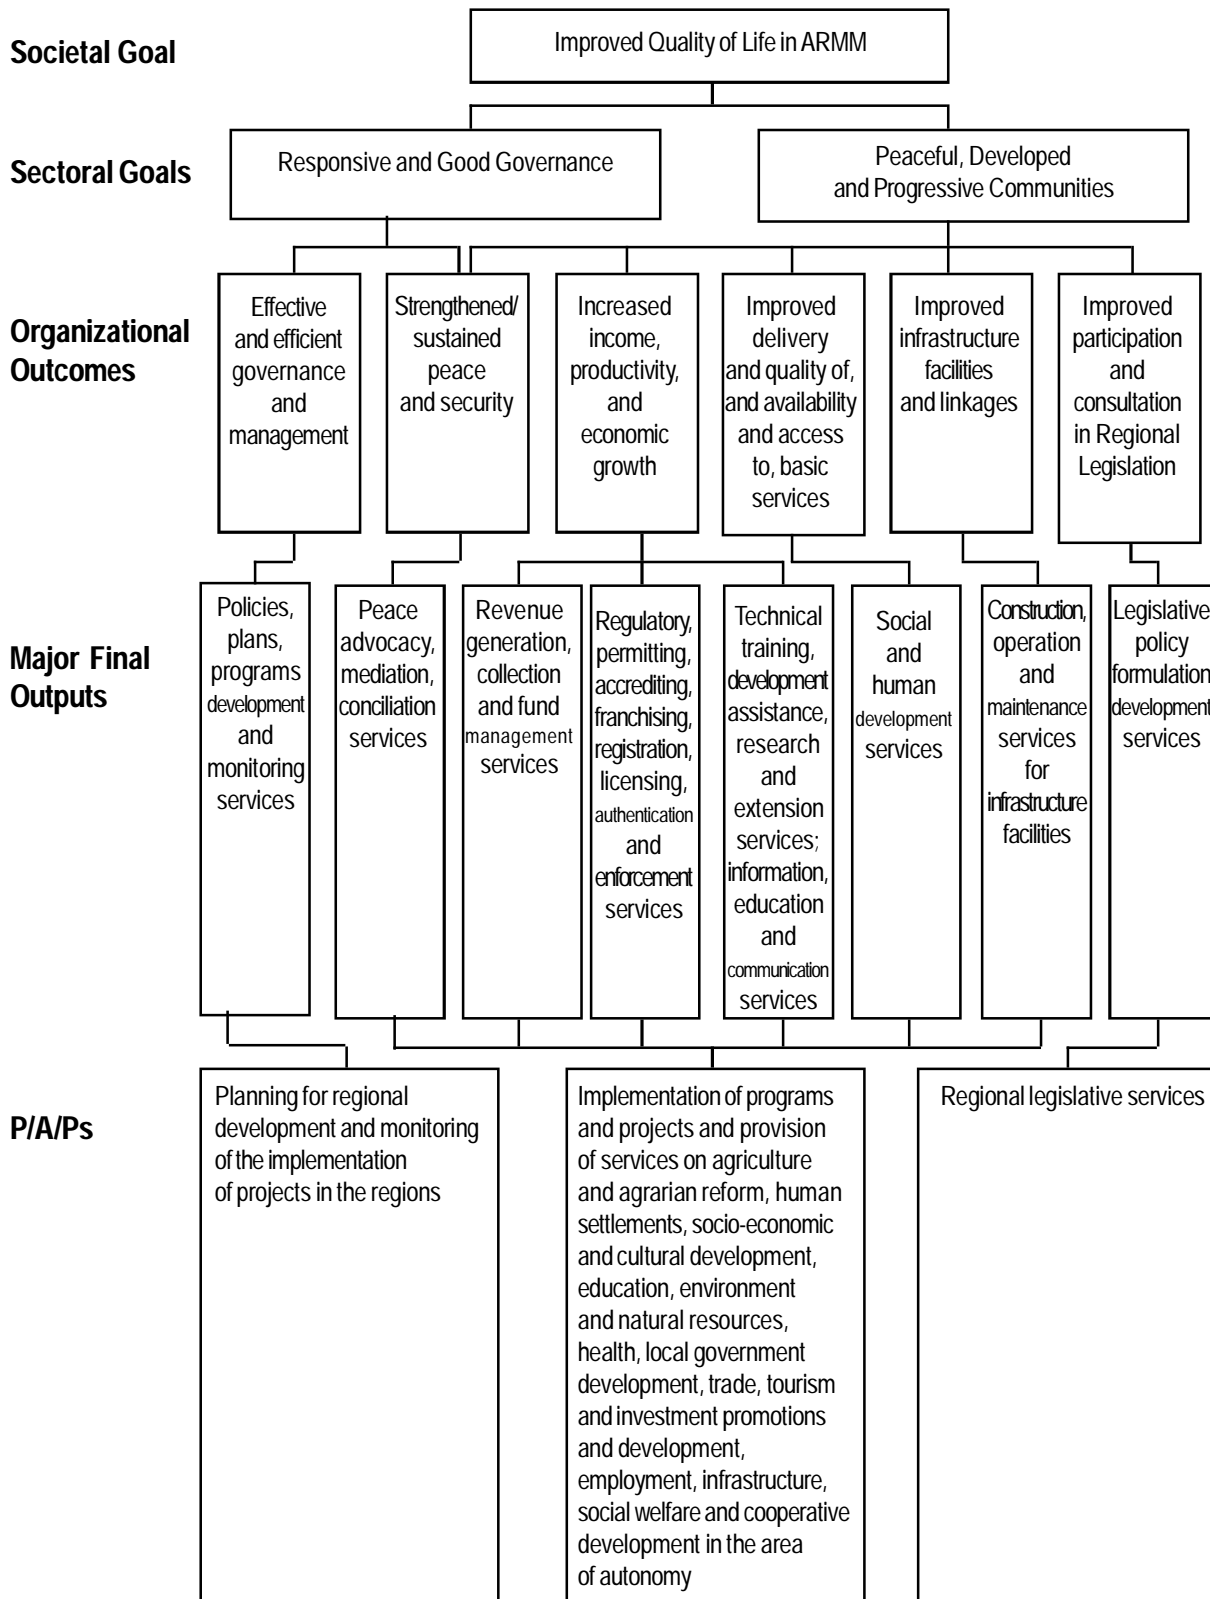 Societal Goal
Improved Quality of Life in ARMM
Sectoral Goals
Responsive and Good Governance
Peaceful, Developed
and Progressive Communities
Organizational
Outcomes
Effective
and efficient
governance
and
management
Strengthened/
sustained
peace
and security
Increased
income,
productivity,
and
economic
growth
Improved
delivery
and quality of,
and availability
and access
to, basic
services
Improved
infrastructure
facilities
and linkages
Improved
participation
and
consultation
in Regional
Legislation
Major Final
Outputs
Policies,
plans,
programs
development
and
monitoring
services
Peace
advocacy,
mediation,
conciliation
services
Revenue
generation,
collection
and fund
management
services
Regulatory,
permitting,
accrediting,
franchising,
registration,
licensing,
authentication
and
enforcement
services
Technical
training,
development
assistance,
research
and
extension
services;
information,
education
and
communication
services
Social
and
human
development
services
Construction,
operation
and
maintenance
services
for
infrastructure
facilities
Legislative
policy
formulation
development
services
P/A/Ps
Planning for regional
development and monitoring
of the implementation
of projects in the regions
Implementation of programs
and projects and provision
of services on agriculture
and agrarian reform, human
settlements, socio-economic
and cultural development,
education, environment
and natural resources,
health, local government
development, trade, tourism
and investment promotions
and development,
employment, infrastructure,
social welfare and cooperative
development in the area
of autonomy
Regional legislative services